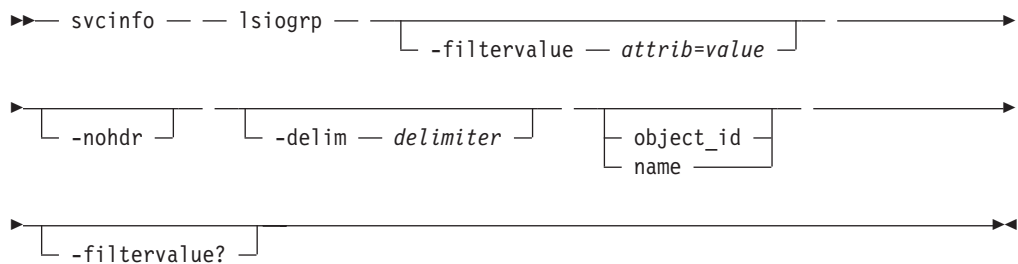 svcinfo lsiogrp
-filtervalue attrib=value
-nohdr -delim delimiter object_id
name
-filtervalue?